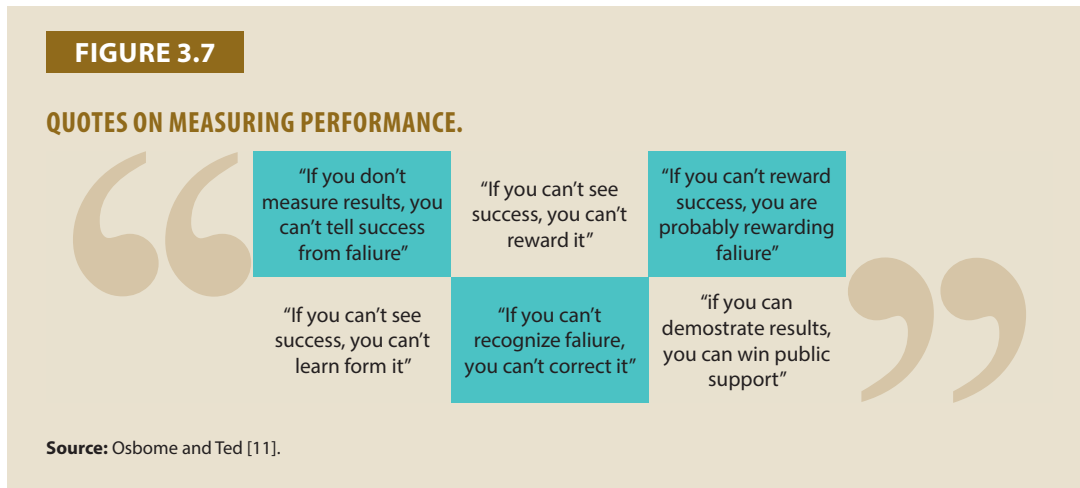 FIGURE 3.7
QUOTES ON MEASURING PERFORMANCE.
“If you don’t
measure results, you
can’t tell success
from faliure”
“If you can’t see
success, you can’t
reward it”
“If you can’t reward
success, you are
probably rewarding
faliure”
“If you can’t see
success, you can’t
learn form it”
“If you can’t
recognize faliure,
you can’t correct it”
“if you can
demostrate results,
you can win public
support”
Source: Osbome and Ted [11].